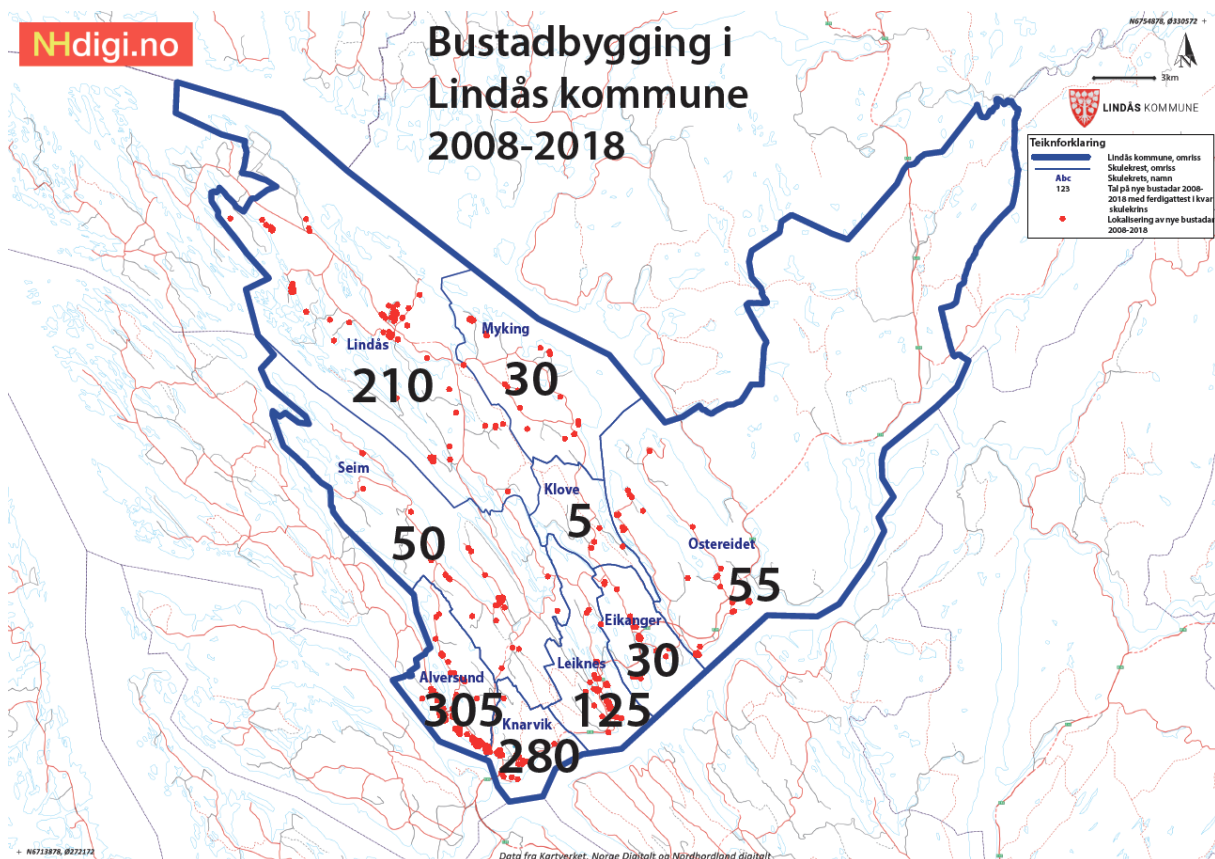 NHdigi.no
Bustadbygging i
Lindås kommune
2008-2018
N6754878, Ø330572 +
N
3km
LINDÅS KOMMUNE
Teiknforklaring
Lindås kommune, omriss
Skulekrest, omriss
Abc Skulekrets, namn
123 Tal på nye bustadar 2008-
2018 med ferdigattest i kvar
skulekrins
Lokalisering av nye bustadar
2008-2018
Myking
Lindås
30
210
Seim
Klove
5
50
Ostereidet
55
Eikanger
30
Leiknes
Alversund
125
305
Knarvik
280
+ N6713878, Ø272172
Data fra Kartverket, Norge Digitalt og Nordhordland digitalt